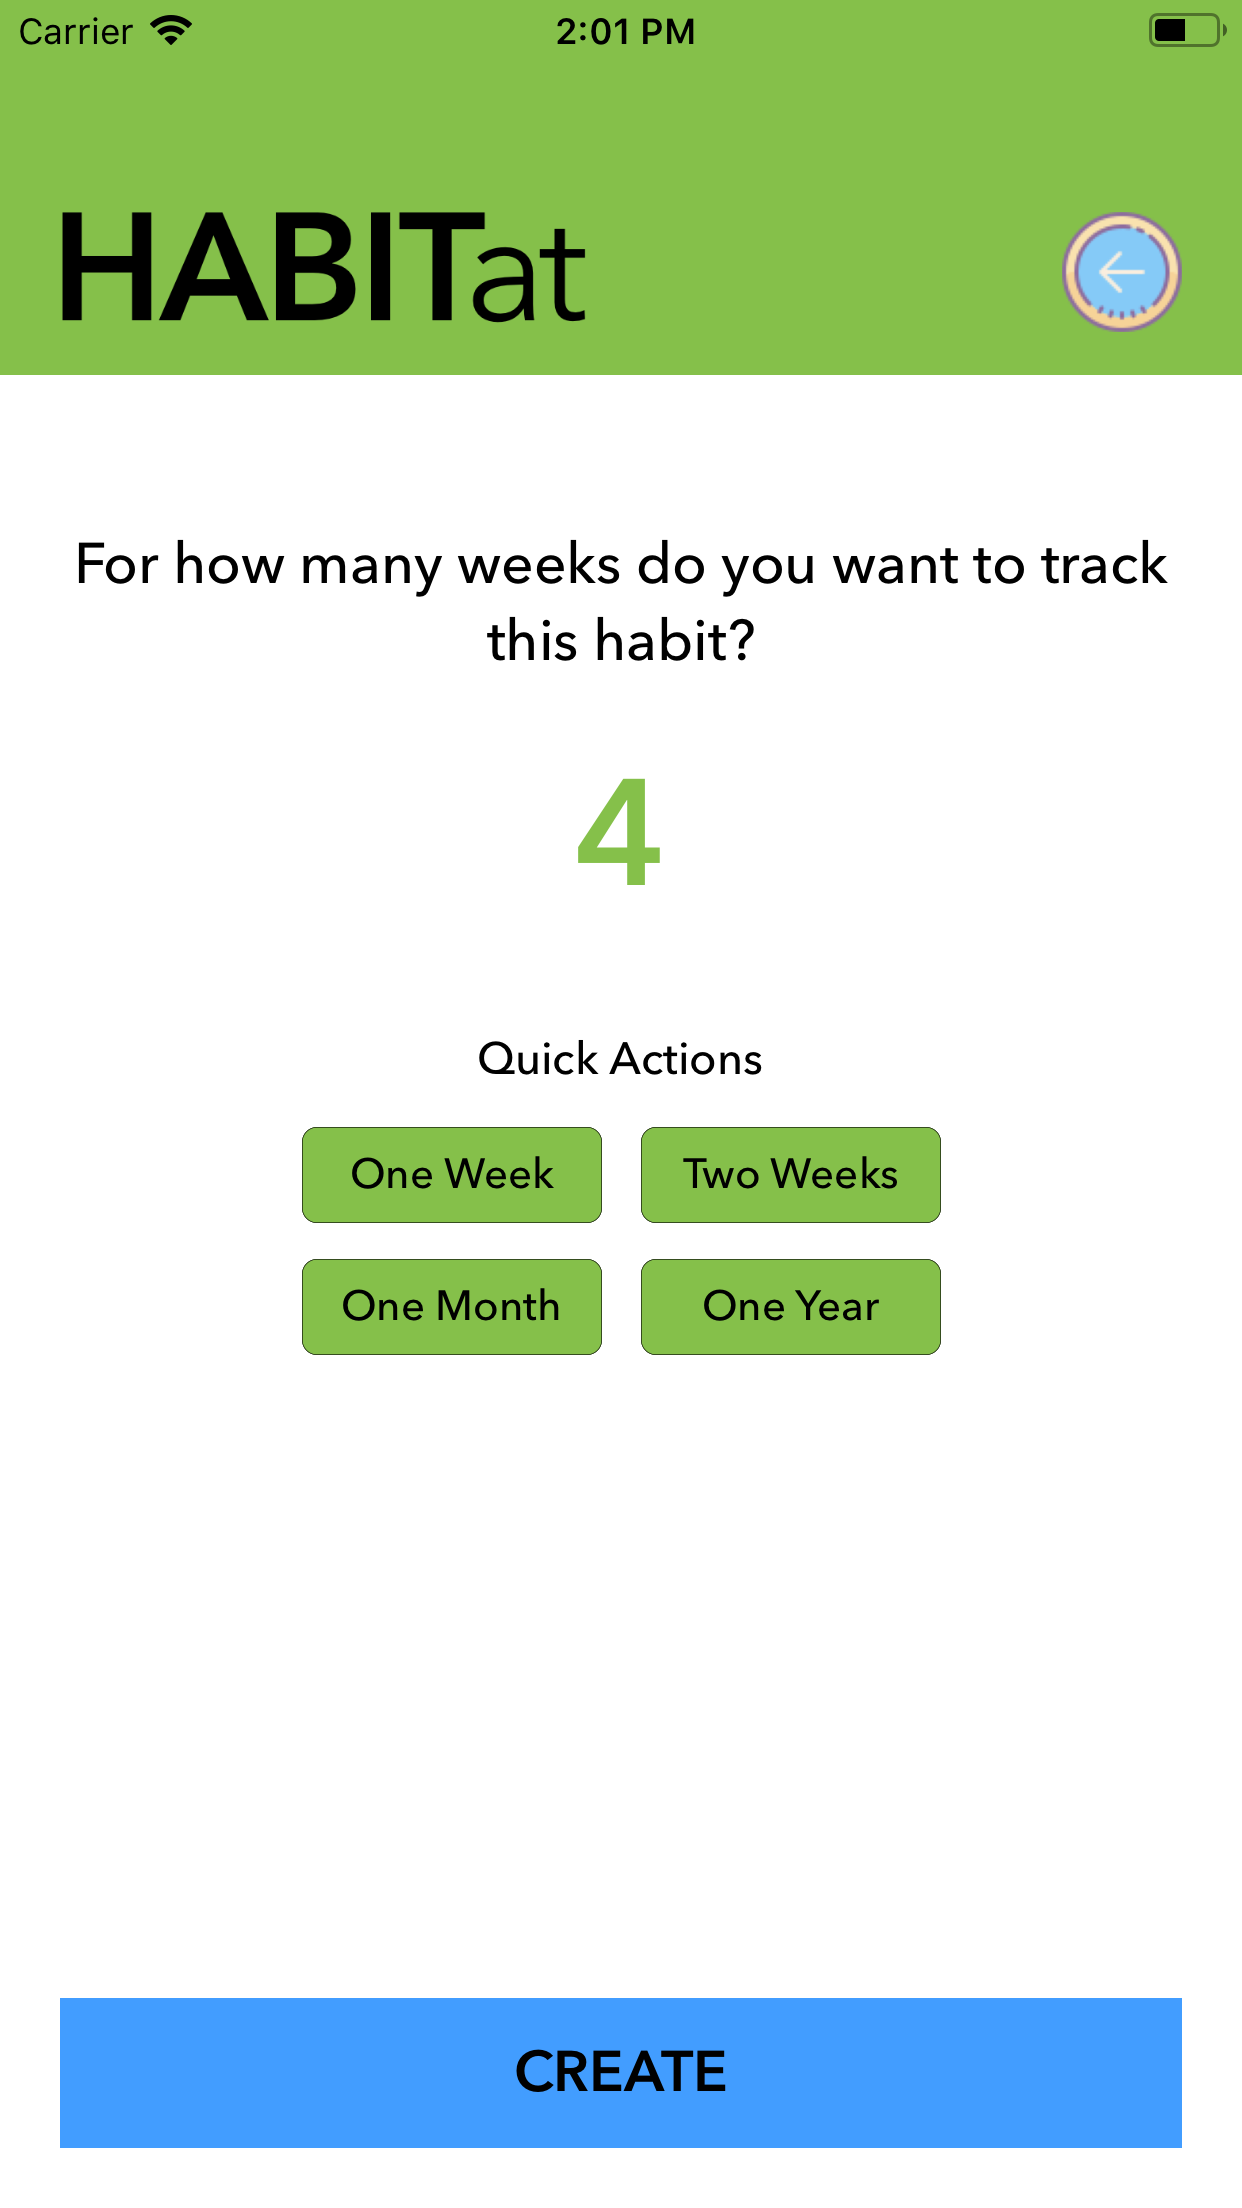 Carrier 2:01 PM
HABITat
For how many weeks do you want to track
this habit?
4
Quick Actions
One Week Two Weeks
One Month One Year
CREATE